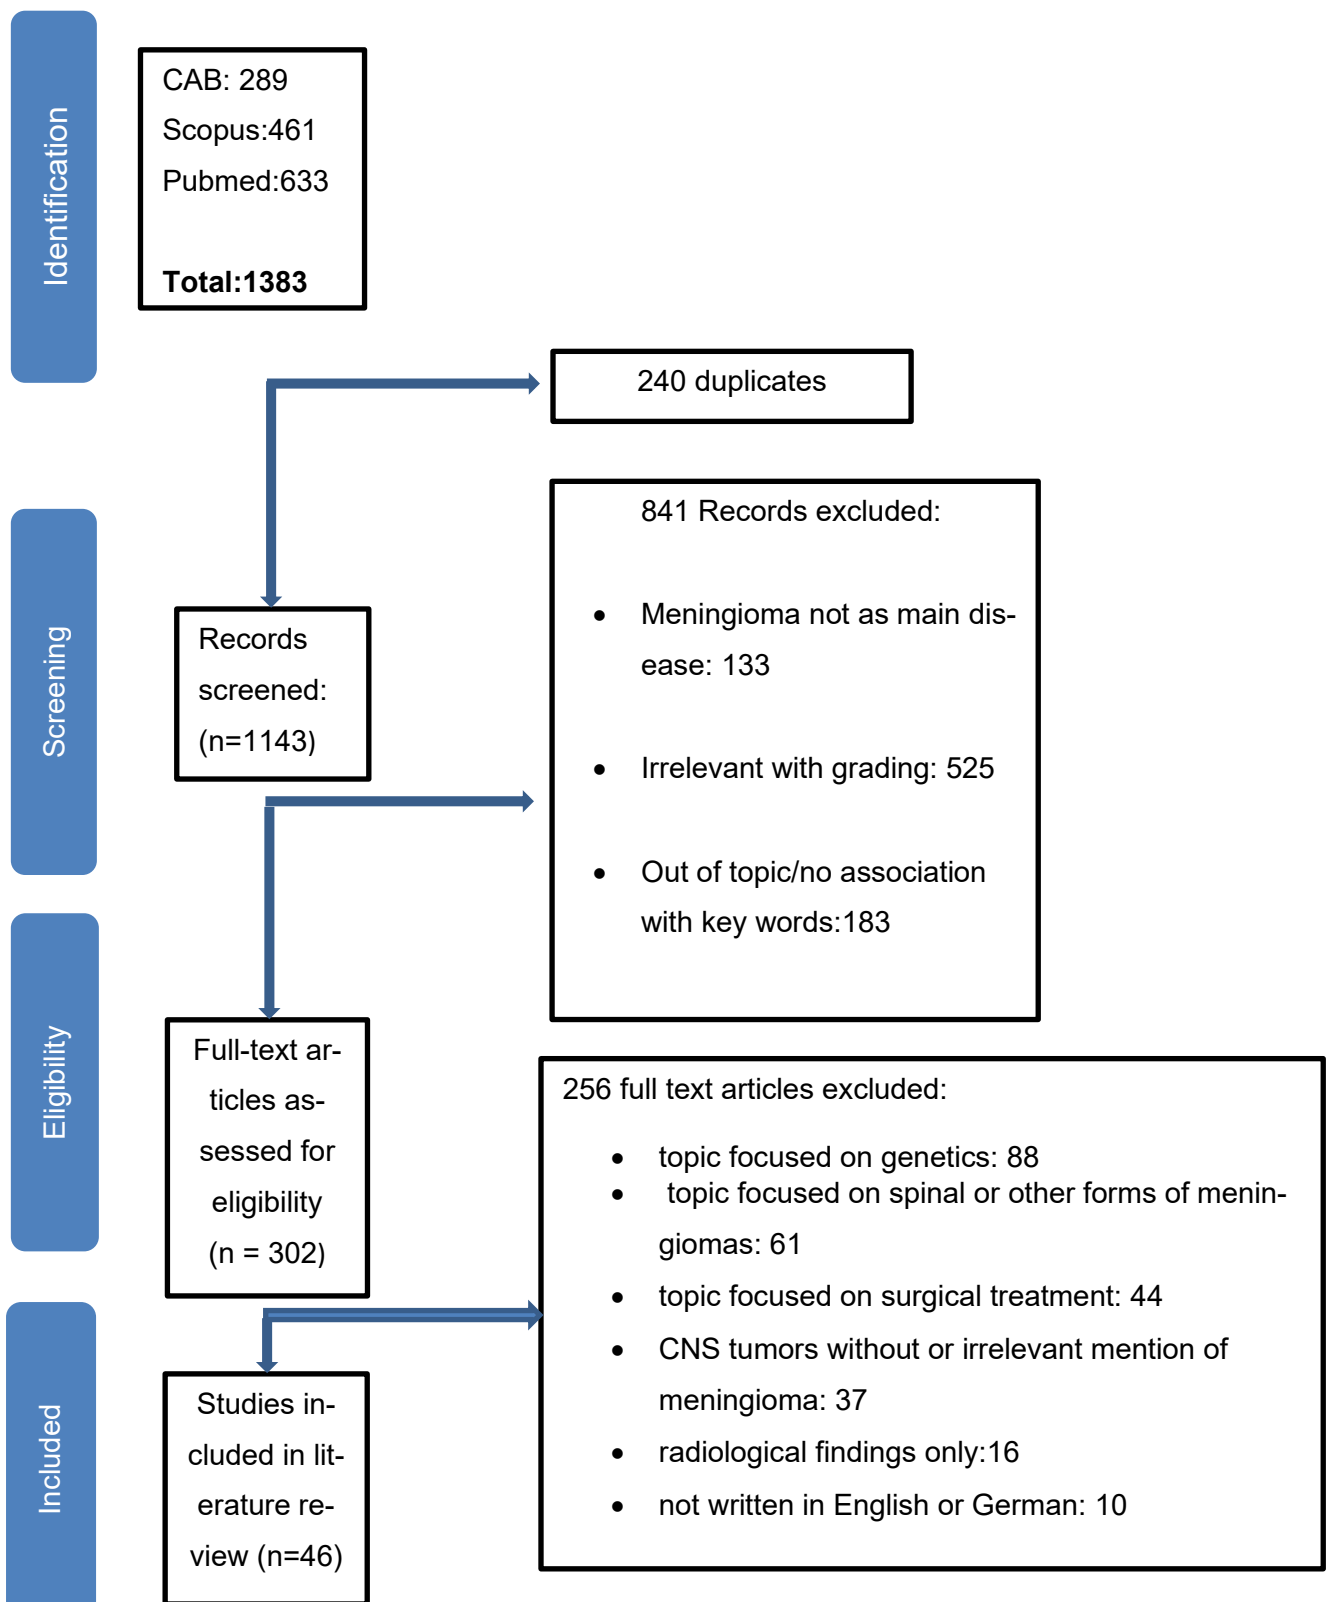 Identification
CAB: 289
Scopus:461
Pubmed:633
Total:1383
240 duplicates
Screening
Records
screened:
(n=1143)
841 Records excluded:
• Meningioma not as main dis-
ease: 133
• Irrelevant with grading: 525
• Out of topic/no association
with key words:183
Eligibility
Full-text ar-
ticles as-
sessed for
eligibility
(n = 302)
256 full text articles excluded:
• topic focused on genetics: 88
• topic focused on spinal or other forms of menin-
giomas: 61
• topic focused on surgical treatment: 44
• CNS tumors without or irrelevant mention of
meningioma: 37
• radiological findings only:16
• not written in English or German: 10
Included
Studies in-
cluded in lit-
erature re-
view (n=46)